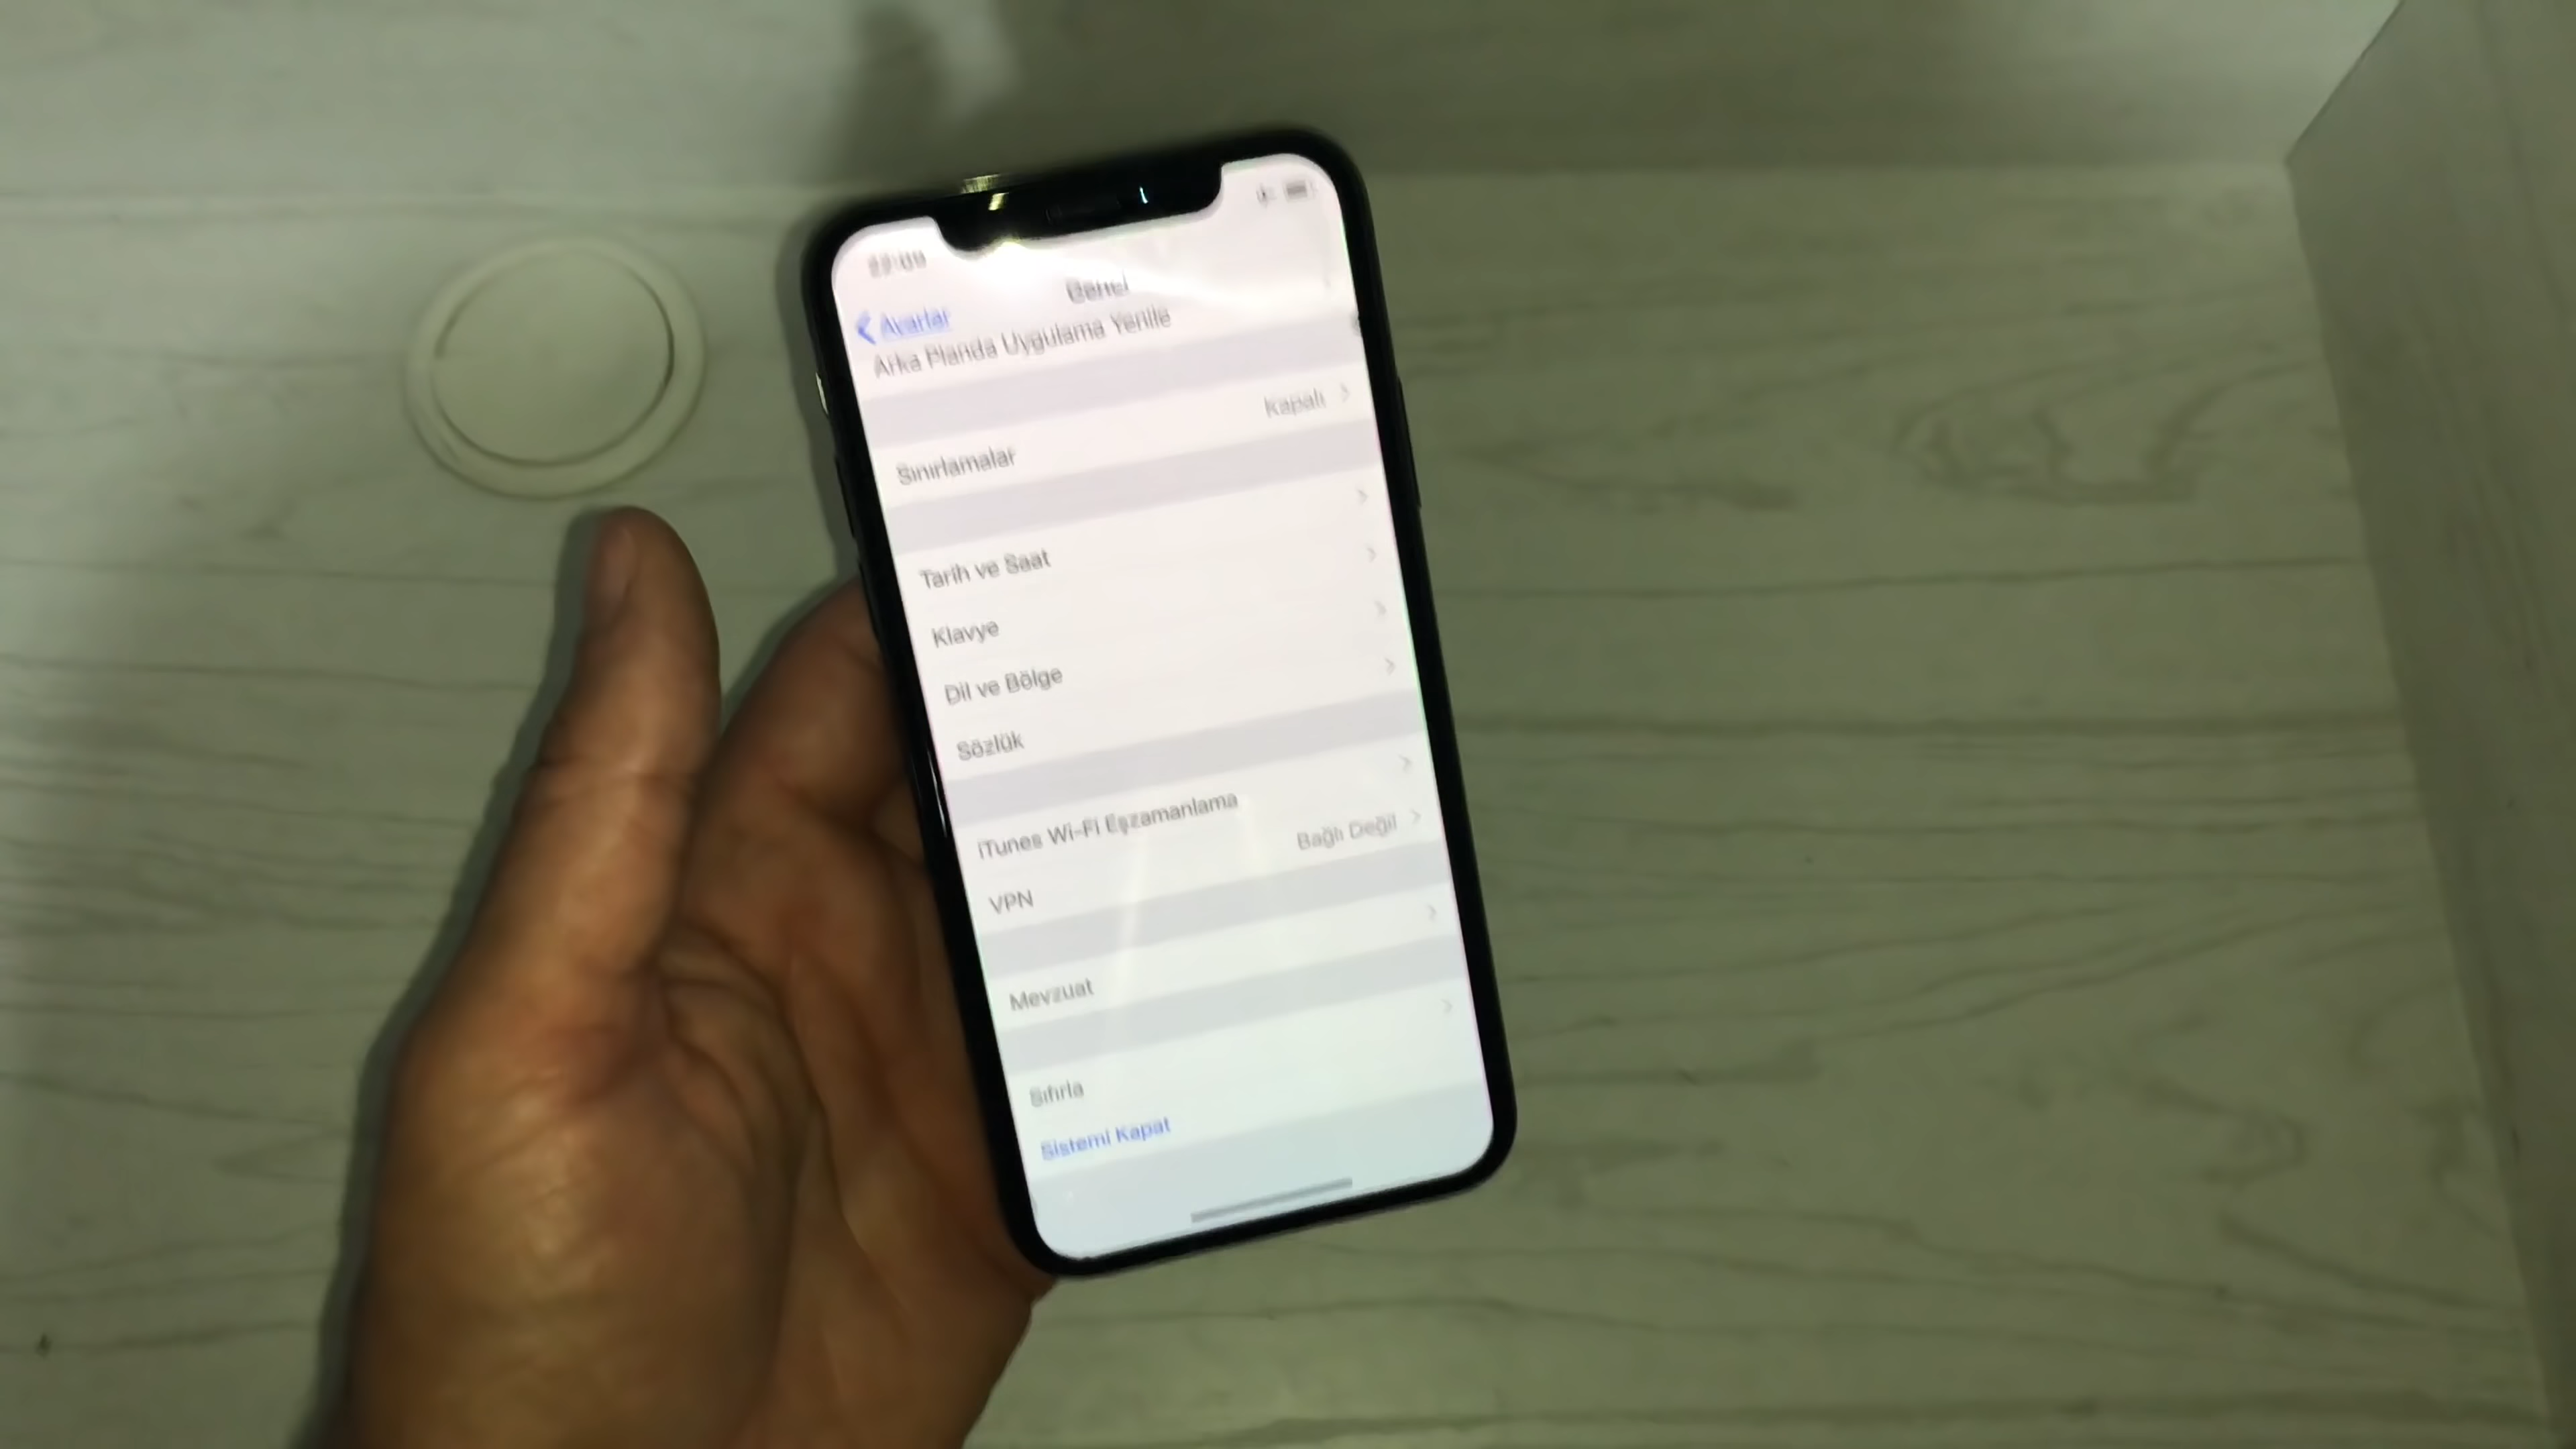 Genel
Ayarlar
Arka Planda Uygulama Yenile
Kapalı
Sınırlamalar
Tarih ve Saat
Klavye
Dil ve Bölge
Sözlük
iTunes Wi-Fi Eşzamanlama
Bağlı Değil
VPN
Mevzuat
Sıfırla
Sistemi Kapat